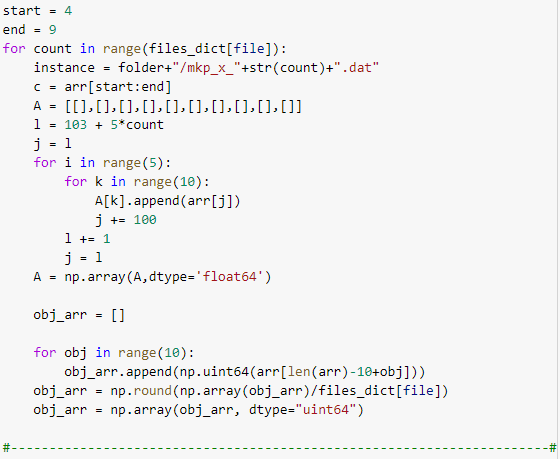 start = 4
end = 9
for count in range(files_dict[file]):
    instance = folder+"/mkp_x_"+str(count)+".dat"
    c = arr[start:end]
    A = [[],[],[],[],[],[],[],[],[],[]]
    l = 103 + 5*count
    j = l
    for i in range(5):
        for k in range(10):
            A[k].append(arr[j])
            j += 100
        l += 1
        j = l
    A = np.array(A,dtype='float64')
    obj_arr = []
    for obj in range(10):
        obj_arr.append(np.uint64(arr[len(arr)-10+obj]))
    obj_arr = np.round(np.array(obj_arr)/files_dict[file])
    obj_arr = np.array(obj_arr, dtype="uint64")
#---------------------------------------------------------------------#